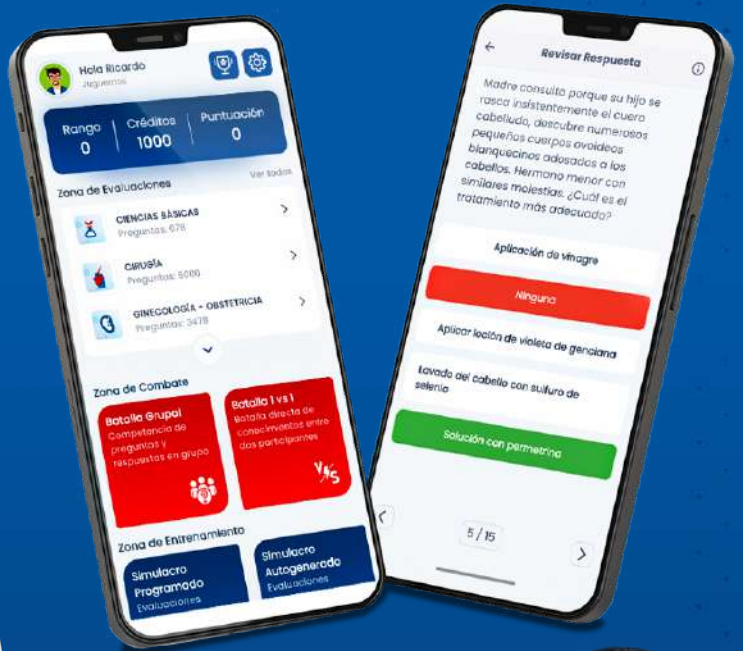 Hola Ricardo
Juguemos
Rango
0
Créditos
1000
Puntuación
0
Zona de Evaluaciones
Ver todos
CIENCIAS BÁSICAS
Preguntas: 678
CIRUGÍA
Preguntas: 5086
GINECOLOGÍA - OBSTETRICIA
Preguntas: 3478
Zona de Combate
Batalla Grupal
Competencia de
preguntas y
respuestas en grupo
Batalla 1 vs 1
Batalla directa de
conocimientos entre
dos participantes
VS
Zona de Entrenamiento
Simulacro
Programado
Evaluaciones
Simulacro
Autogenerado
Evaluaciones
Revisar Respuesta
Madre consulta porque su hijo se
rasca insistentemente el cuero
cabelludo, descubre numerosos
pequeños cuerpos ovoideos
blanquecinos adosados a los
cabellos. Hermano menor con
similares molestias. ¿Cuál es el
tratamiento más adecuado?
Aplicación de vinagre
Ninguna
Aplicar loción de violeta de genciana
Lavado del cabello con sulfuro de
selenio
Solución con permetrina
5 / 15